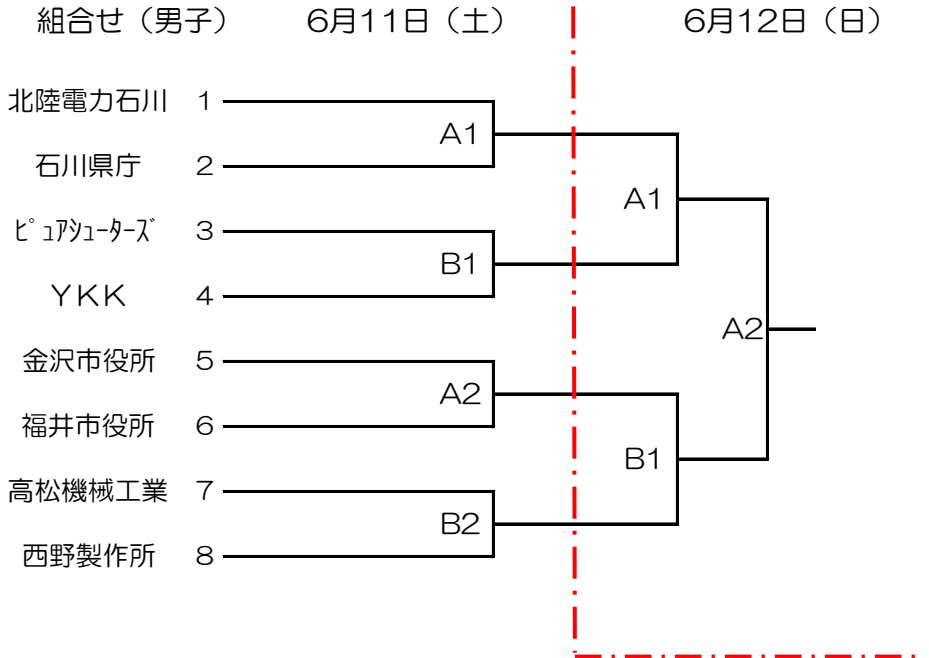 組合せ（男子） 6月11日（土） 6月12日（日）
北陸電力石川 1
A1
石川県庁 2
A1
ﾋﾟｭｱｼｭｰﾀｰｽﾞ 3
B1
YKK 4
A2
金沢市役所 5
A2
福井市役所 6
B1
高松機械工業 7
B2
西野製作所 8